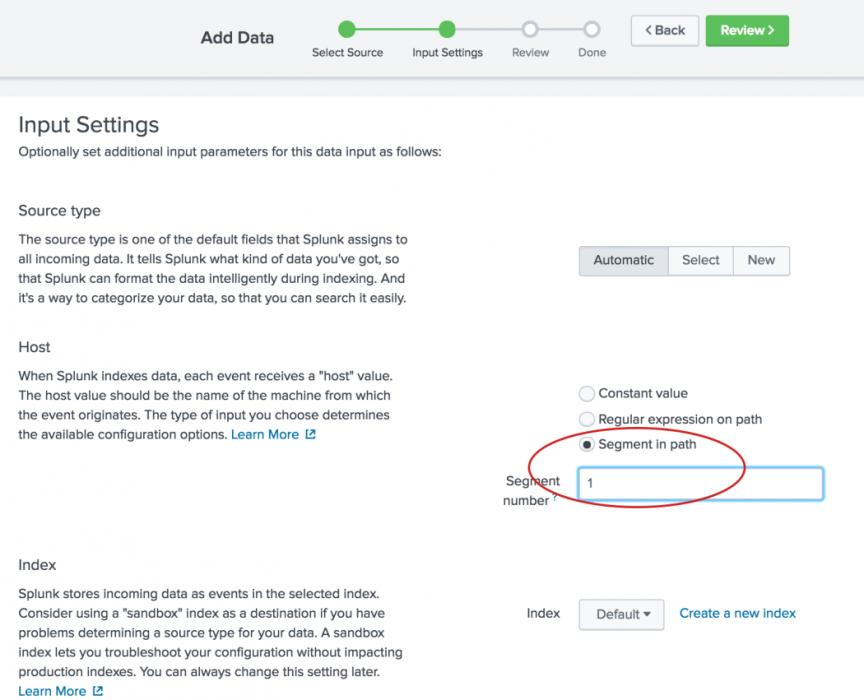 Add Data
Select Source
Input Settings
Review
Done
< Back
Review >
Input Settings
Optionally set additional input parameters for this data input as follows:
Source type
The source type is one of the default fields that Splunk assigns to
all incoming data. It tells Splunk what kind of data you've got, so
that Splunk can format the data intelligently during indexing. And
it's a way to categorize your data, so that you can search it easily.
Automatic
Select
New
Host
When Splunk indexes data, each event receives a "host" value.
The host value should be the name of the machine from which
the event originates. The type of input you choose determines
the available configuration options. Learn More
Constant value
Regular expression on path
Segment in path
Segment
number ?
1
Index
Splunk stores incoming data as events in the selected index.
Consider using a "sandbox" index as a destination if you have
problems determining a source type for your data. A sandbox
index lets you troubleshoot your configuration without impacting
production indexes. You can always change this setting later.
Learn More
Index
Default
Create a new index